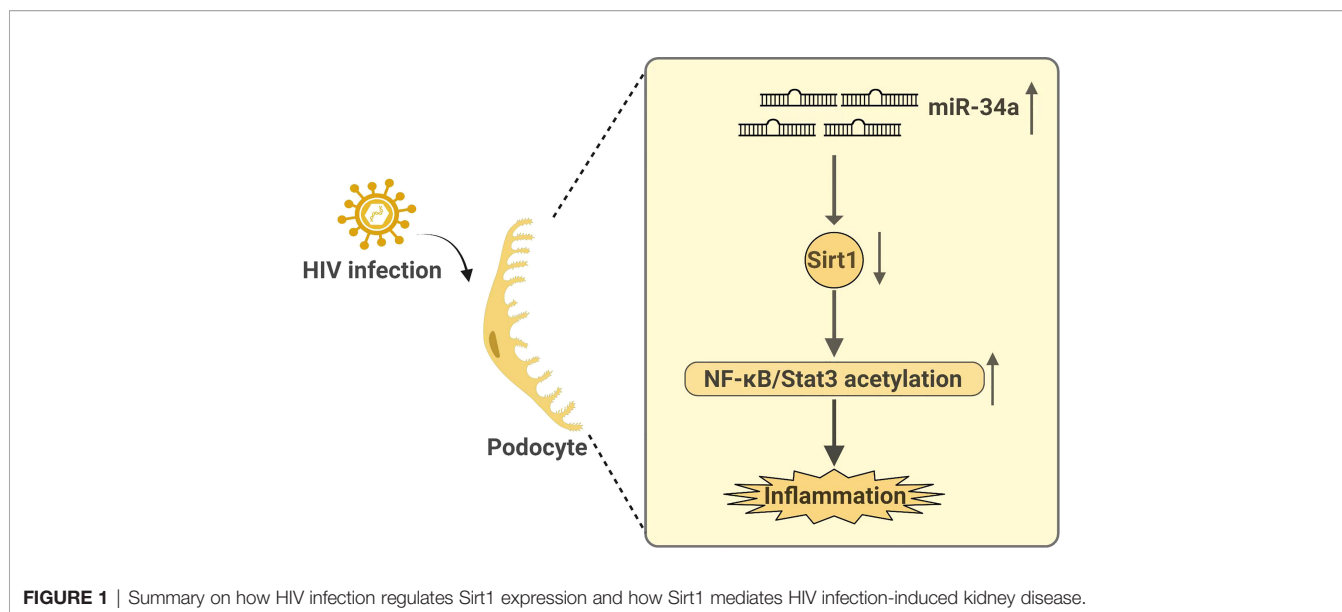 miR-34a
HIV infection
Sirt1
NF-κB/Stat3 acetylation
Podocyte
Inflammation
FIGURE 1 | Summary on how HIV infection regulates Sirt1 expression and how Sirt1 mediates HIV infection-induced kidney disease.